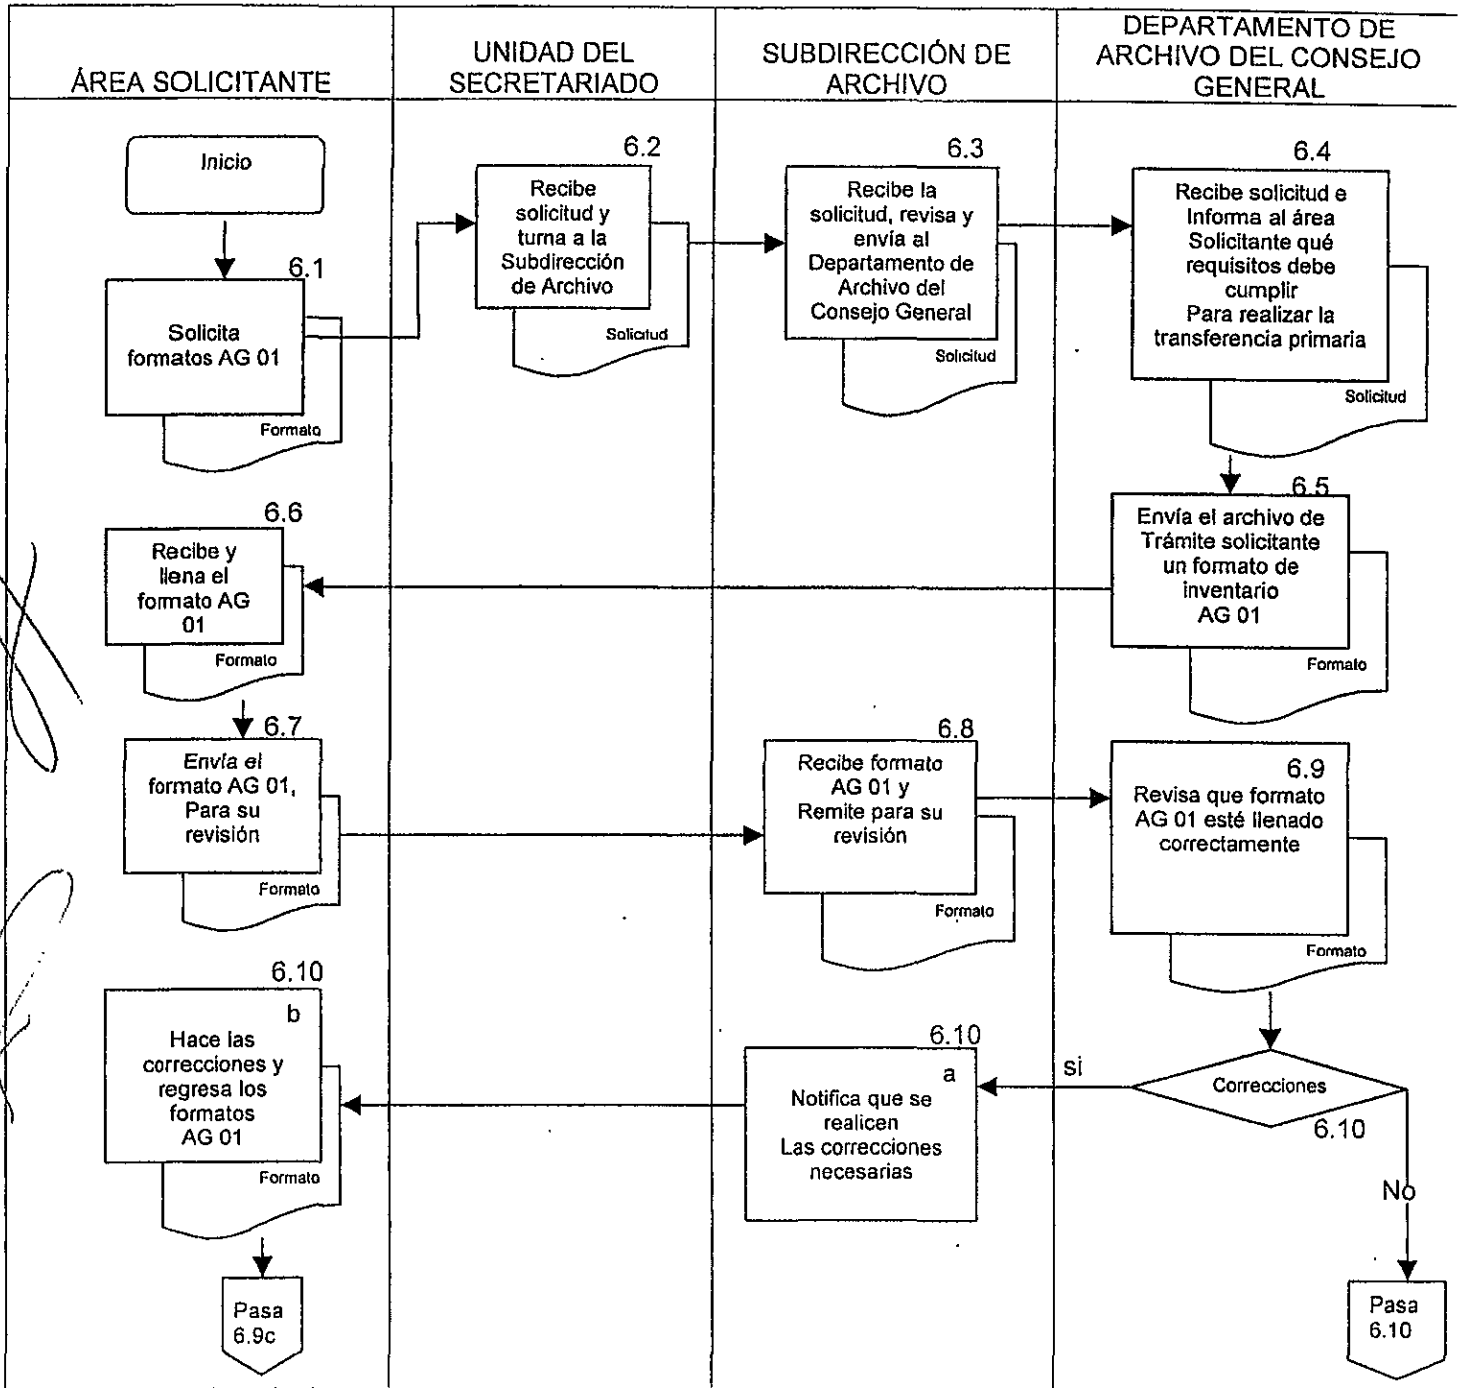 ÁREA SOLICITANTE
UNIDAD DEL
SECRETARIADO
SUBDIRECCIÓN DE
ARCHIVO
DEPARTAMENTO DE
ARCHIVO DEL CONSEJO
GENERAL
Inicio
6.1
Solicita
formatos AG 01
Formato
6.2
Recibe
solicitud y
turna a la
Subdirección
de Archivo
Solicitud
6.3
Recibe la
solicitud, revisa y
envía al
Departamento de
Archivo del
Consejo General
Solicitud
6.4
Recibe solicitud e
Informa al área
Solicitante qué
requisitos debe
cumplir
Para realizar la
transferencia primaria
Solicitud
6.5
Envía el archivo de
Trámite solicitante
un formato de
inventario
AG 01
Formato
6.6
Recibe y
llena el
formato AG
01
Formato
6.7
Envía el
formato AG 01,
Para su
revisión
Formato
6.8
Recibe formato
AG 01 y
Remite para su
revisión
Formato
6.9
Revisa que formato
AG 01 esté llenado
correctamente
Formato
Correcciones
6.10
si
No
6.10
a
Notifica que se
realicen
Las correcciones
necesarias
6.10
b
Hace las
correcciones y
regresa los
formatos
AG 01
Formato
Pasa
6.9c
Pasa
6.10